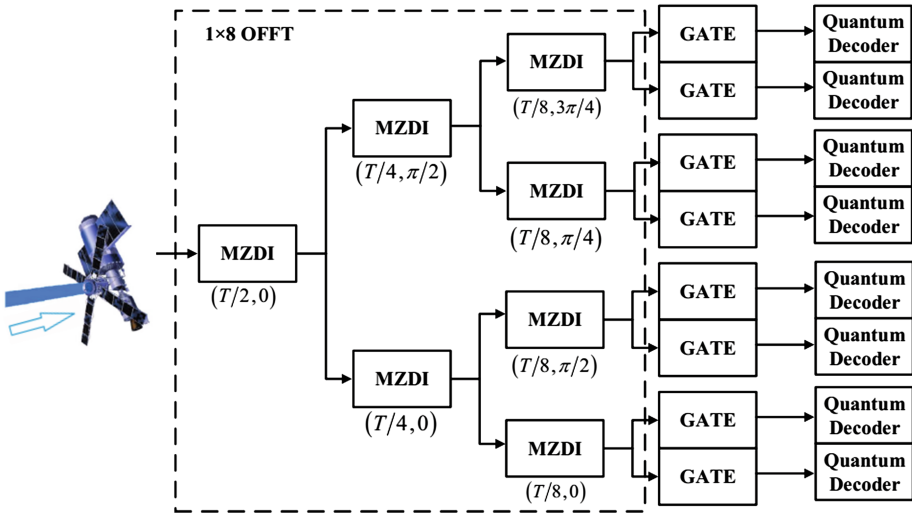 1×8 OFFT
MZDI
(T/2,0)
MZDI
(T/4,π/2)
MZDI
(T/4,0)
MZDI
(T/8,3π/4)
MZDI
(T/8,π/4)
MZDI
(T/8,π/2)
MZDI
(T/8,0)
GATE
GATE
GATE
GATE
GATE
GATE
GATE
GATE
Quantum
Decoder
Quantum
Decoder
Quantum
Decoder
Quantum
Decoder
Quantum
Decoder
Quantum
Decoder
Quantum
Decoder
Quantum
Decoder